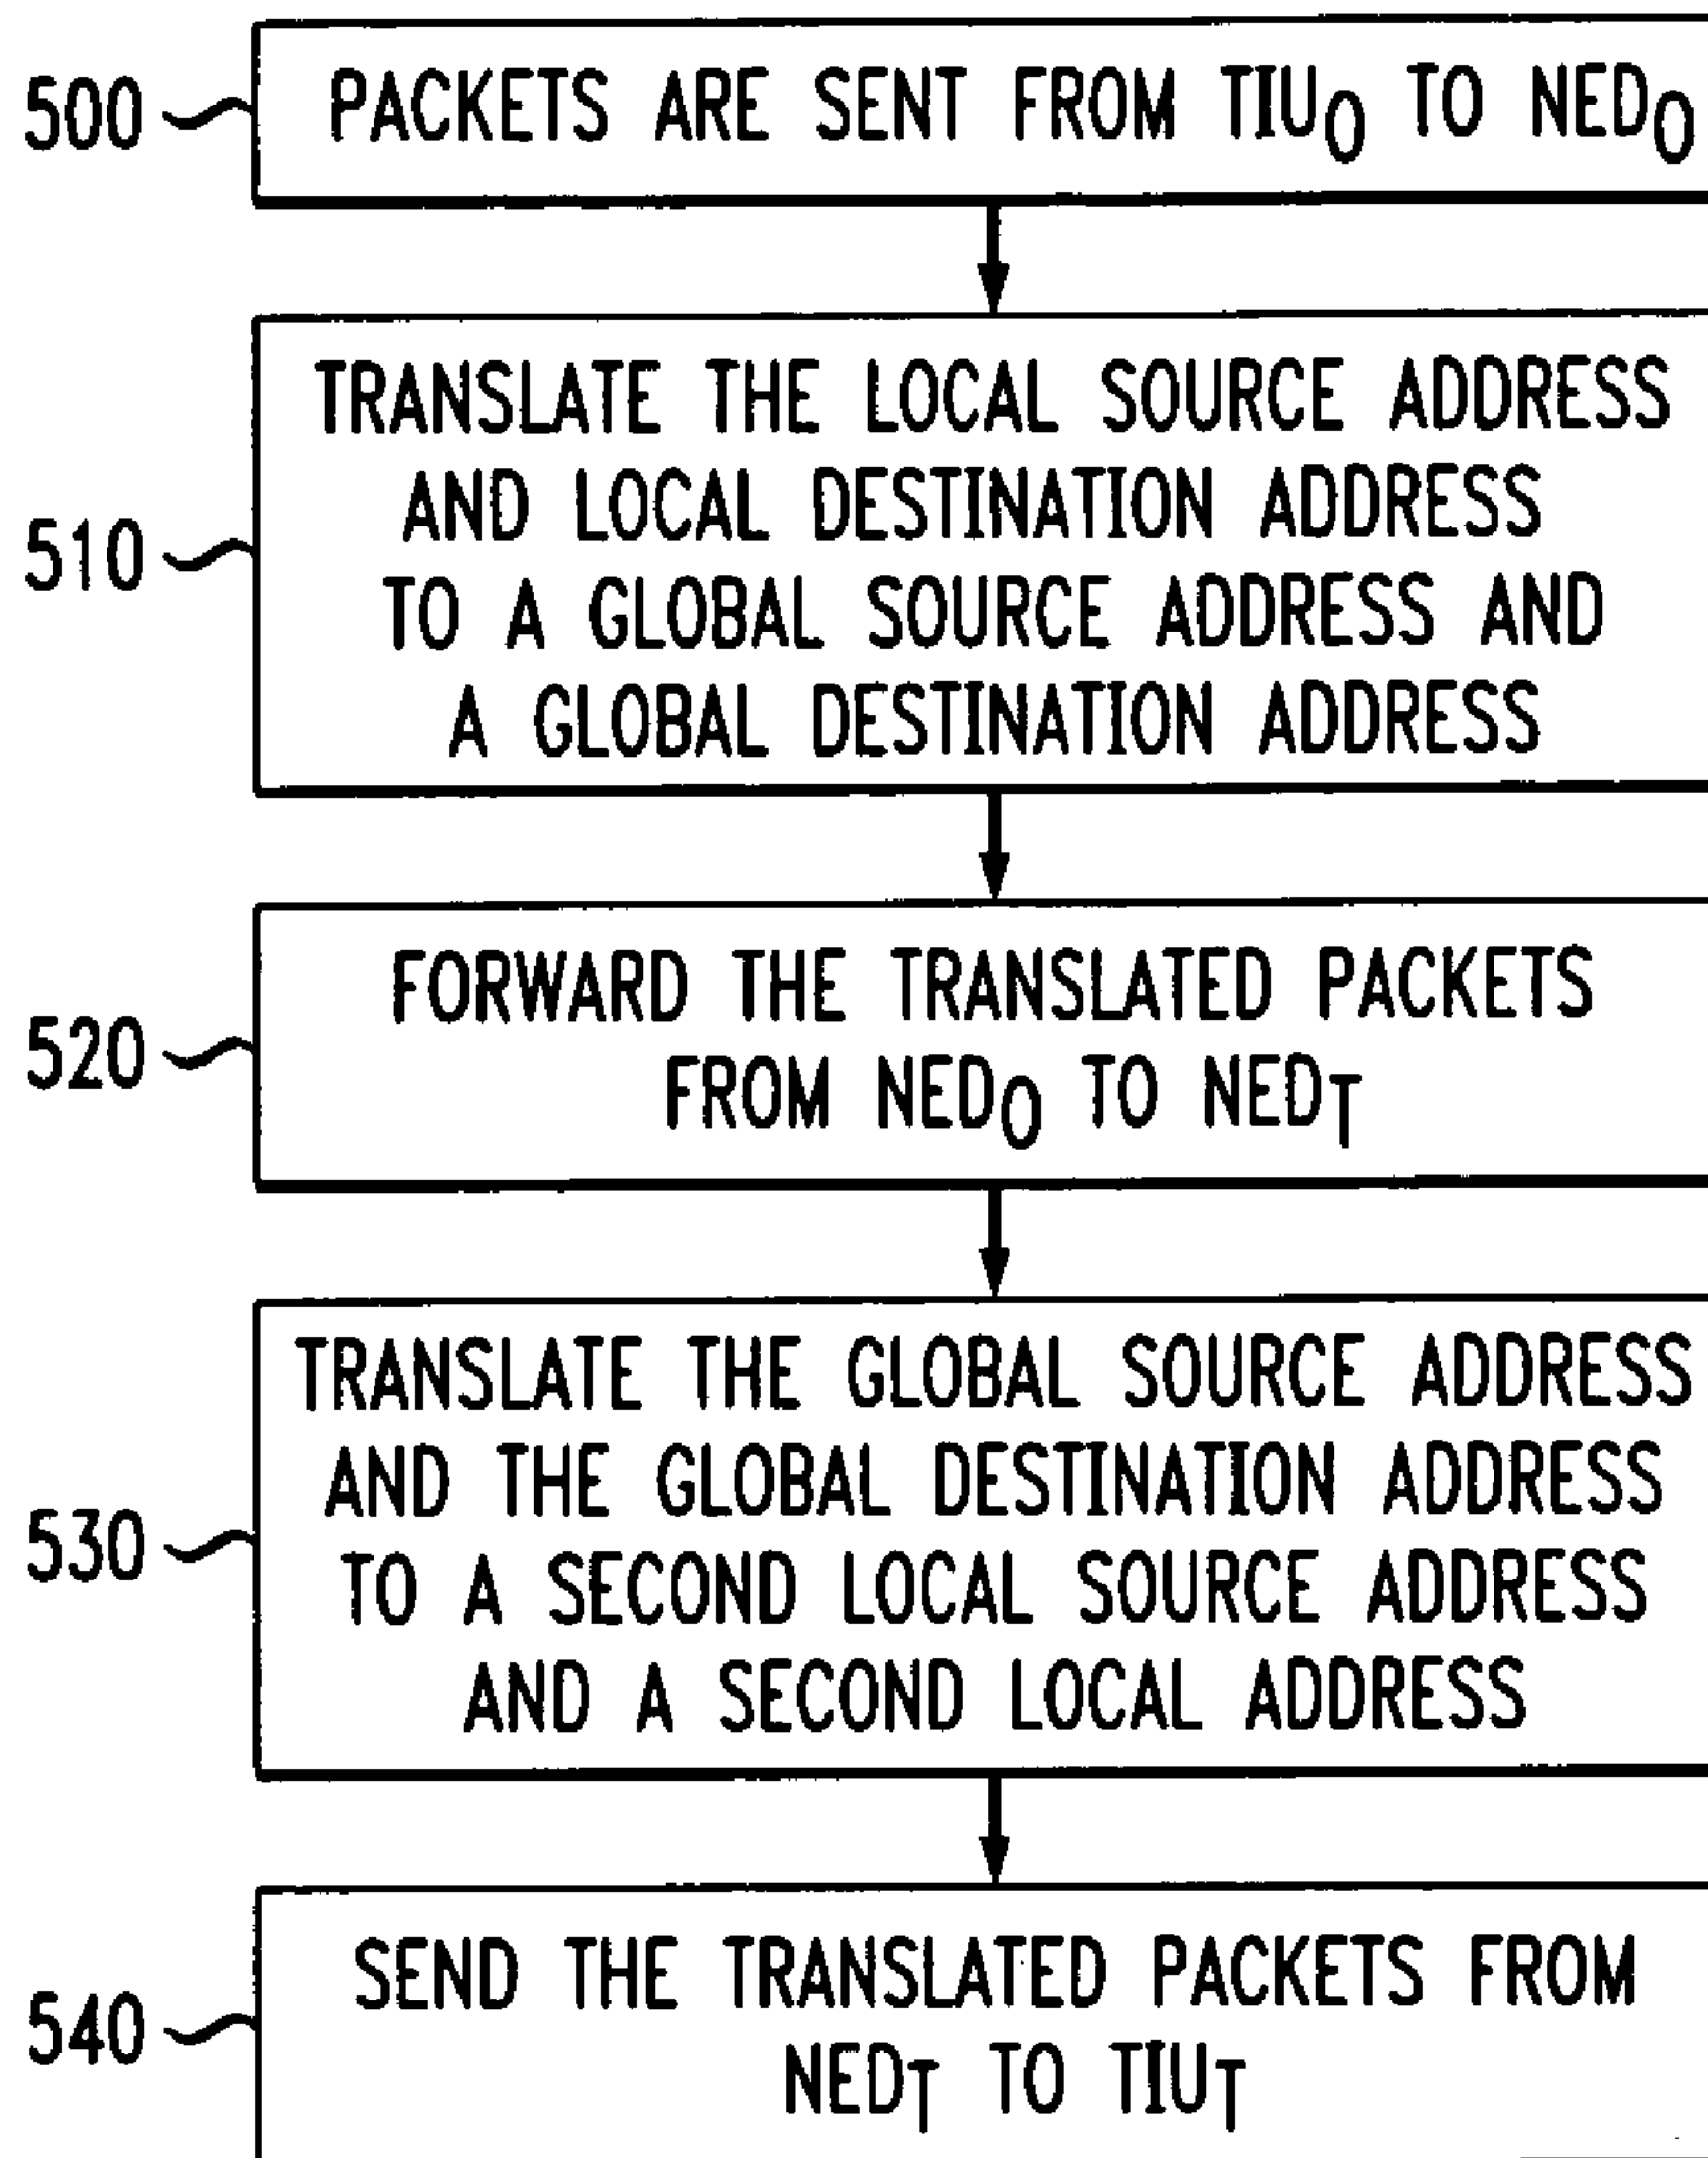 500 PACKETS ARE SENT FROM TIU₀ TO NED₀
TRANSLATE THE LOCAL SOURCE ADDRESS
AND LOCAL DESTINATION ADDRESS
510
TO A GLOBAL SOURCE ADDRESS AND
A GLOBAL DESTINATION ADDRESS
FORWARD THE TRANSLATED PACKETS
520
FROM NEDO TO NEDT
TRANSLATE THE GLOBAL SOURCE ADDRESS
AND THE GLOBAL DESTINATION ADDRESS
530
TO A SECOND LOCAL SOURCE ADDRESS
AND A SECOND LOCAL ADDRESS
SEND THE TRANSLATED PACKETS FROM
540
NEDT TO TIUT